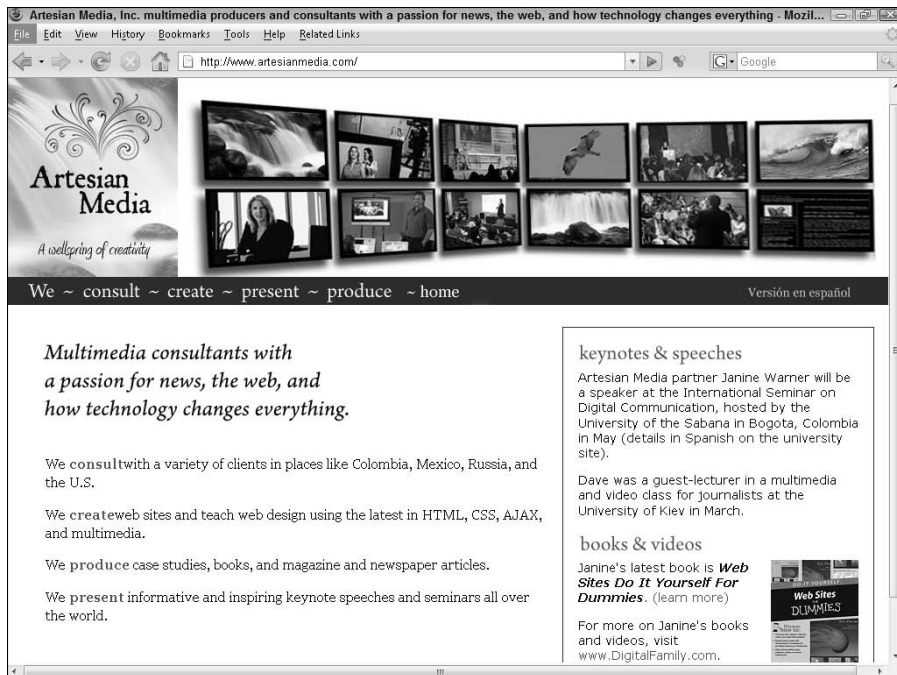 Artesian Media, Inc. multimedia producers and consultants with a passion for news, the web, and how technology changes everything - Mozil...
File Edit View History Bookmarks Tools Help Related Links
http://www.artesianmedia.com/ G Google
Artesian
Media
A wellspring of creativity
We ~ consult ~ create ~ present ~ produce ~ home Versión en español
Multimedia consultants with
a passion for news, the web, and
how technology changes everything.
We consultwith a variety of clients in places like Colombia, Mexico, Russia, and
the U.S.
We createweb sites and teach web design using the latest in HTML, CSS, AJAX,
and multimedia.
We produce case studies, books, and magazine and newspaper articles.
We present informative and inspiring keynote speeches and seminars all over
the world.
keynotes & speeches
Artesian Media partner Janine Warner will be
a speaker at the International Seminar on
Digital Communication, hosted by the
University of the Sabana in Bogota, Colombia
in May (details in Spanish on the university
site).
Dave was a guest-lecturer in a multimedia
and video class for journalists at the
University of Kiev in March.
books & videos
Janine's latest book is Web
Sites Do It Yourself For
Dummies. (learn more)
For more on Janine's books
and videos, visit
www.DigitalFamily.com.
DO-IT-YOURSELF
Web Sites
FOR
DUMMIES